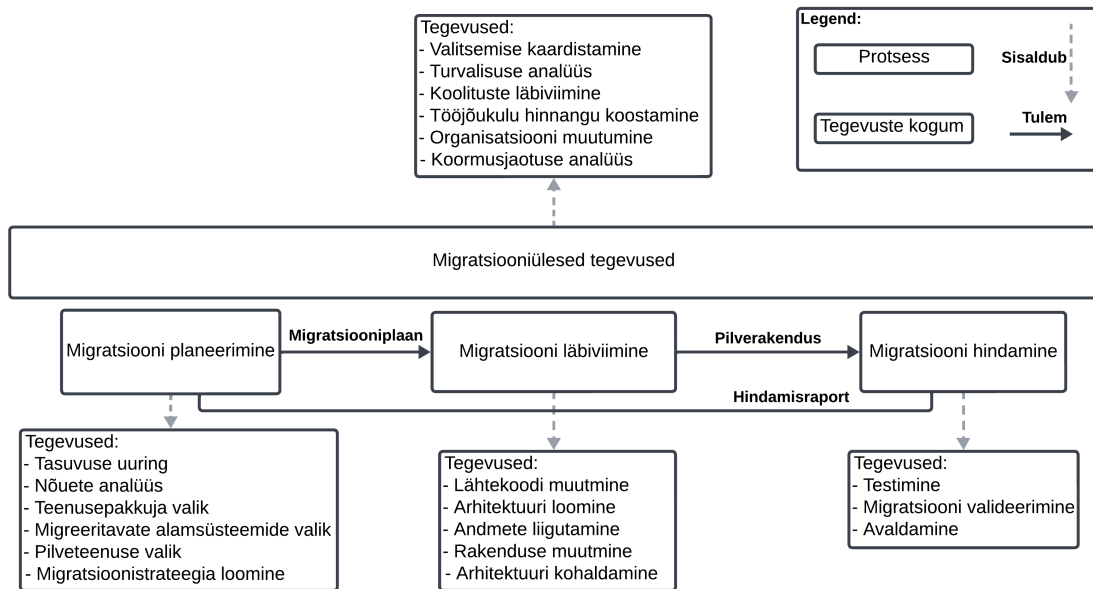 Tegevused:
- Valitsemise kaardistamine
- Turvalisuse analüüs
- Koolituste läbiviimine
- Tööjõukulu hinnangu koostamine
- Organisatsiooni muutumine
- Koormusjaotuse analüüs
Legend:
Protsess
Sisaldub
Tegevuste kogum
Tulem
Migratsiooniülesed tegevused
Migratsiooni planeerimine
Migratsiooniplaan
Migratsiooni läbiviimine
Pilverakendus
Migratsiooni hindamine
Hindamisraport
Tegevused:
- Tasuvuse uuring
- Nõuete analüüs
- Teenusepakkuja valik
- Migreeritavate alamsüsteemide valik
- Pilveteenuse valik
- Migratsioonistrateegia loomine
Tegevused:
- Lähtekoodi muutmine
- Arhitektuuri loomine
- Andmete liigutamine
- Rakenduse muutmine
- Arhitektuuri kohaldamine
Tegevused:
- Testimine
- Migratsiooni valideerimine
- Avaldamine